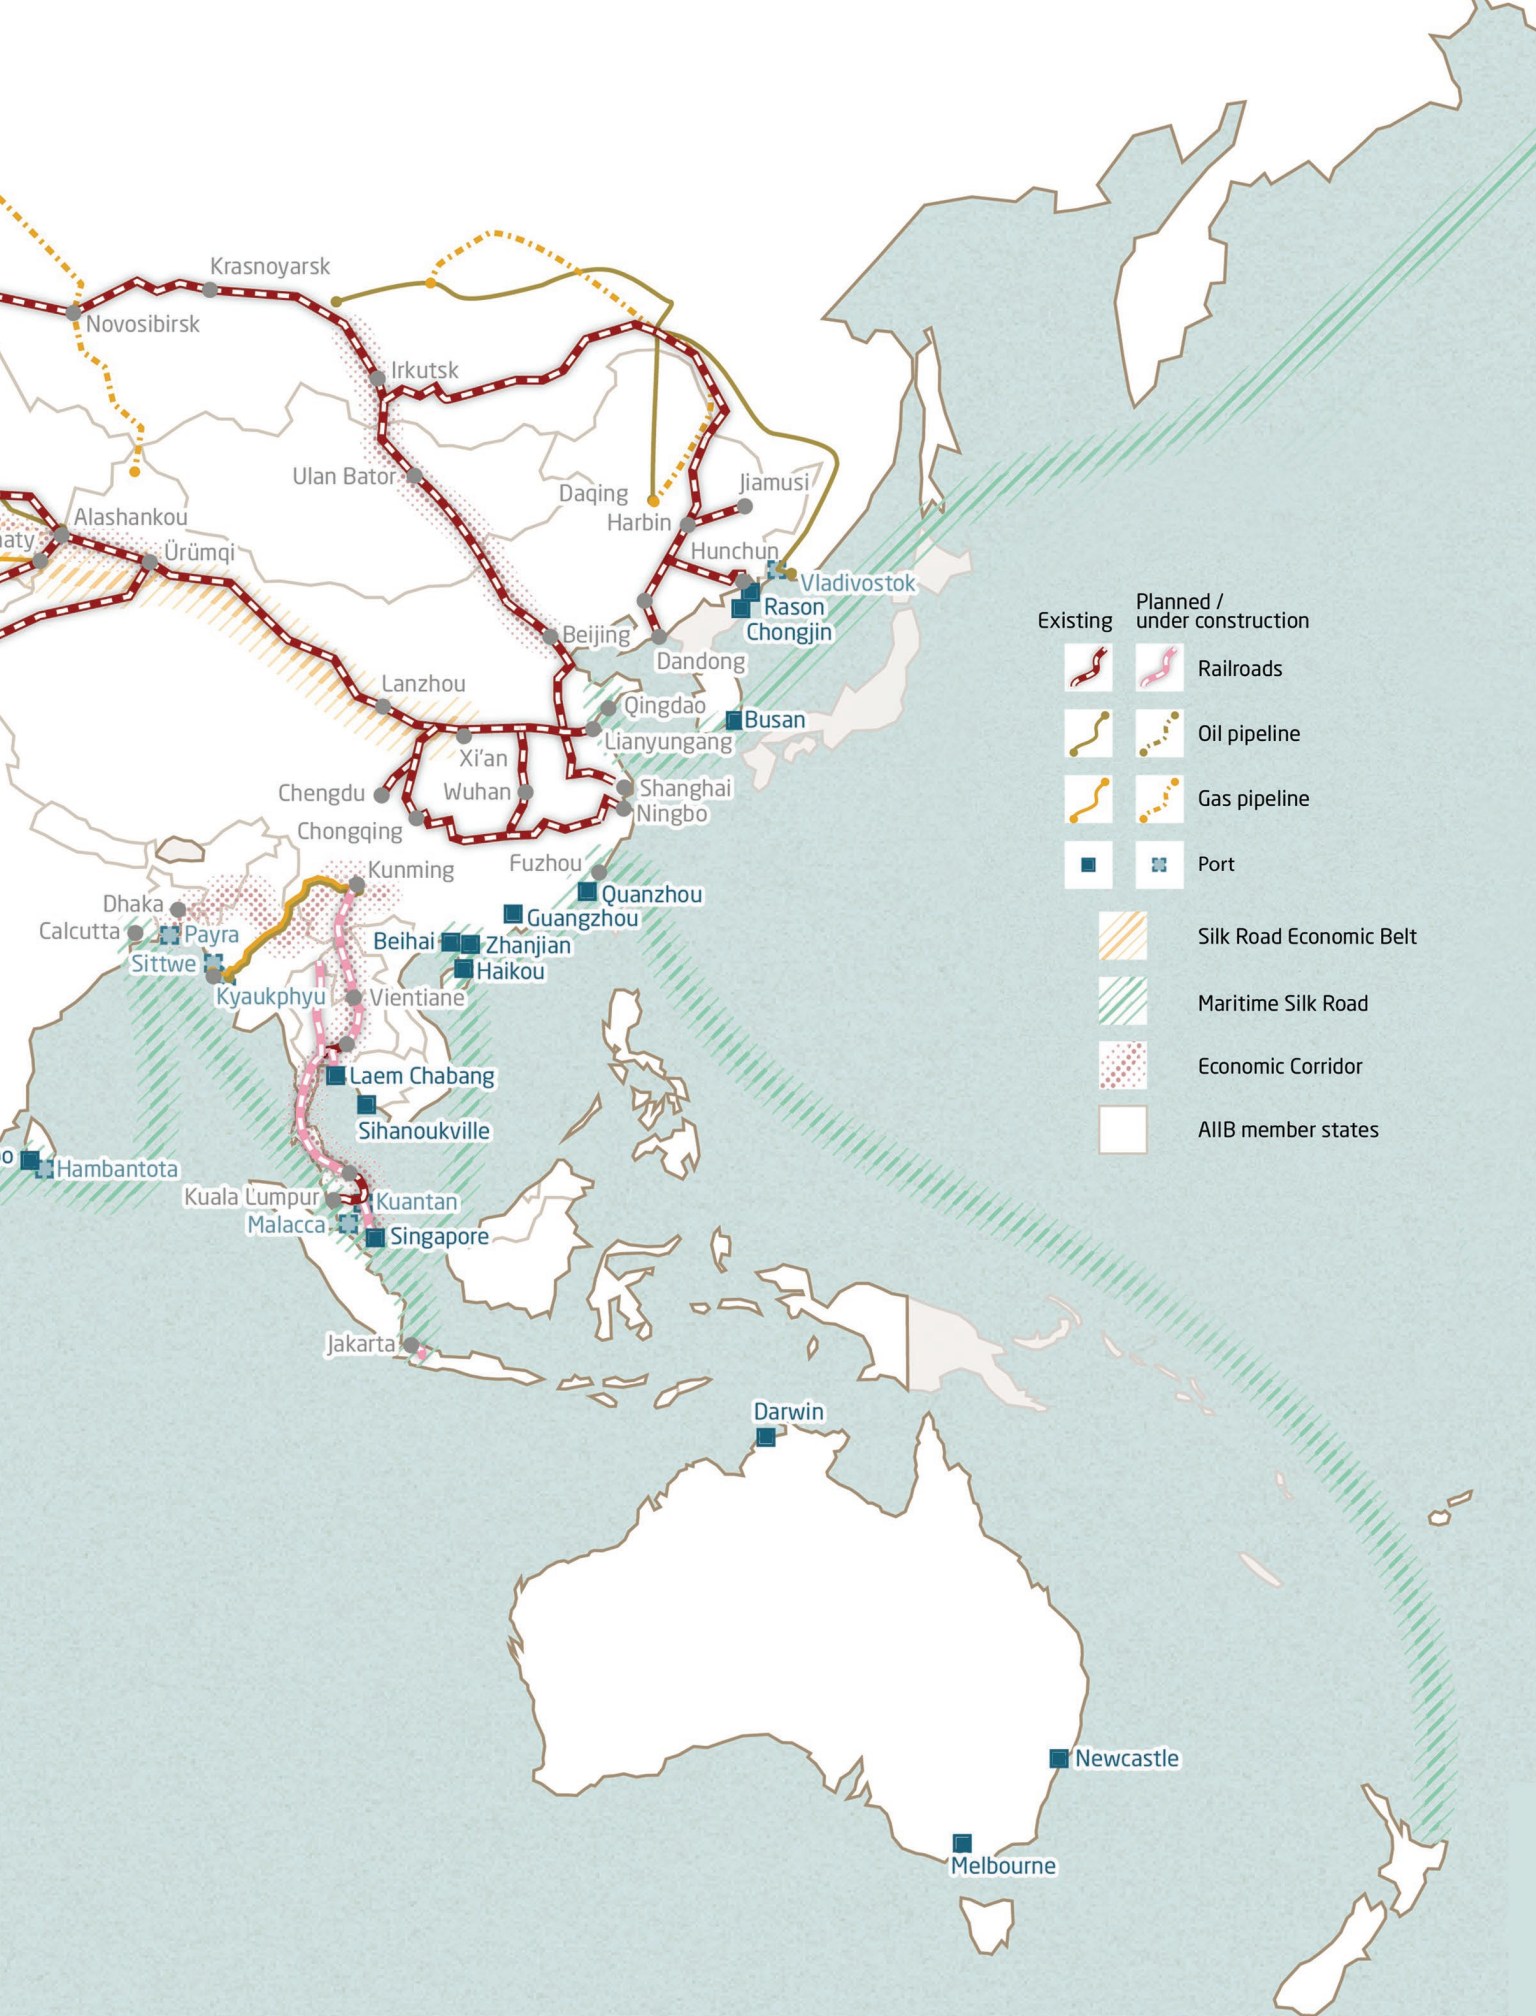 Krasnoyarsk
Novosibirsk
Irkutsk
Ulan Bator
Daqing
Jiamusi
Harbin
Alashankou
Ürümqi
Hunchun
Vladivostok
Rason
Chongjin
Beijing
Dandong
Lanzhou
Qingdao
Busan
Lianyungang
Xi'an
Chengdu
Wuhan
Shanghai
Ningbo
Chongqing
Fuzhou
Kunming
Quanzhou
Dhaka
Guangzhou
Calcutta
Payra
Beihai
Zhanjian
Sittwe
Haikou
Kyaukphyu
Vientiane
Laem Chabang
Sihanoukville
Hambantota
Kuala Lumpur
Kuantan
Malacca
Singapore
Jakarta
Darwin
Newcastle
Melbourne
Existing
Planned /
under construction
Railroads
Oil pipeline
Gas pipeline
Port
Silk Road Economic Belt
Maritime Silk Road
Economic Corridor
AIIB member states